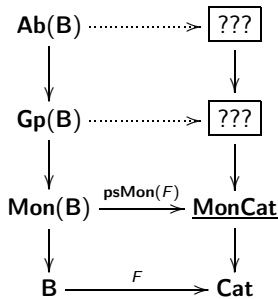 Ab(B) ???
Gp(B) ???
psMon(F)
Mon(B) MonCat
F
B Cat